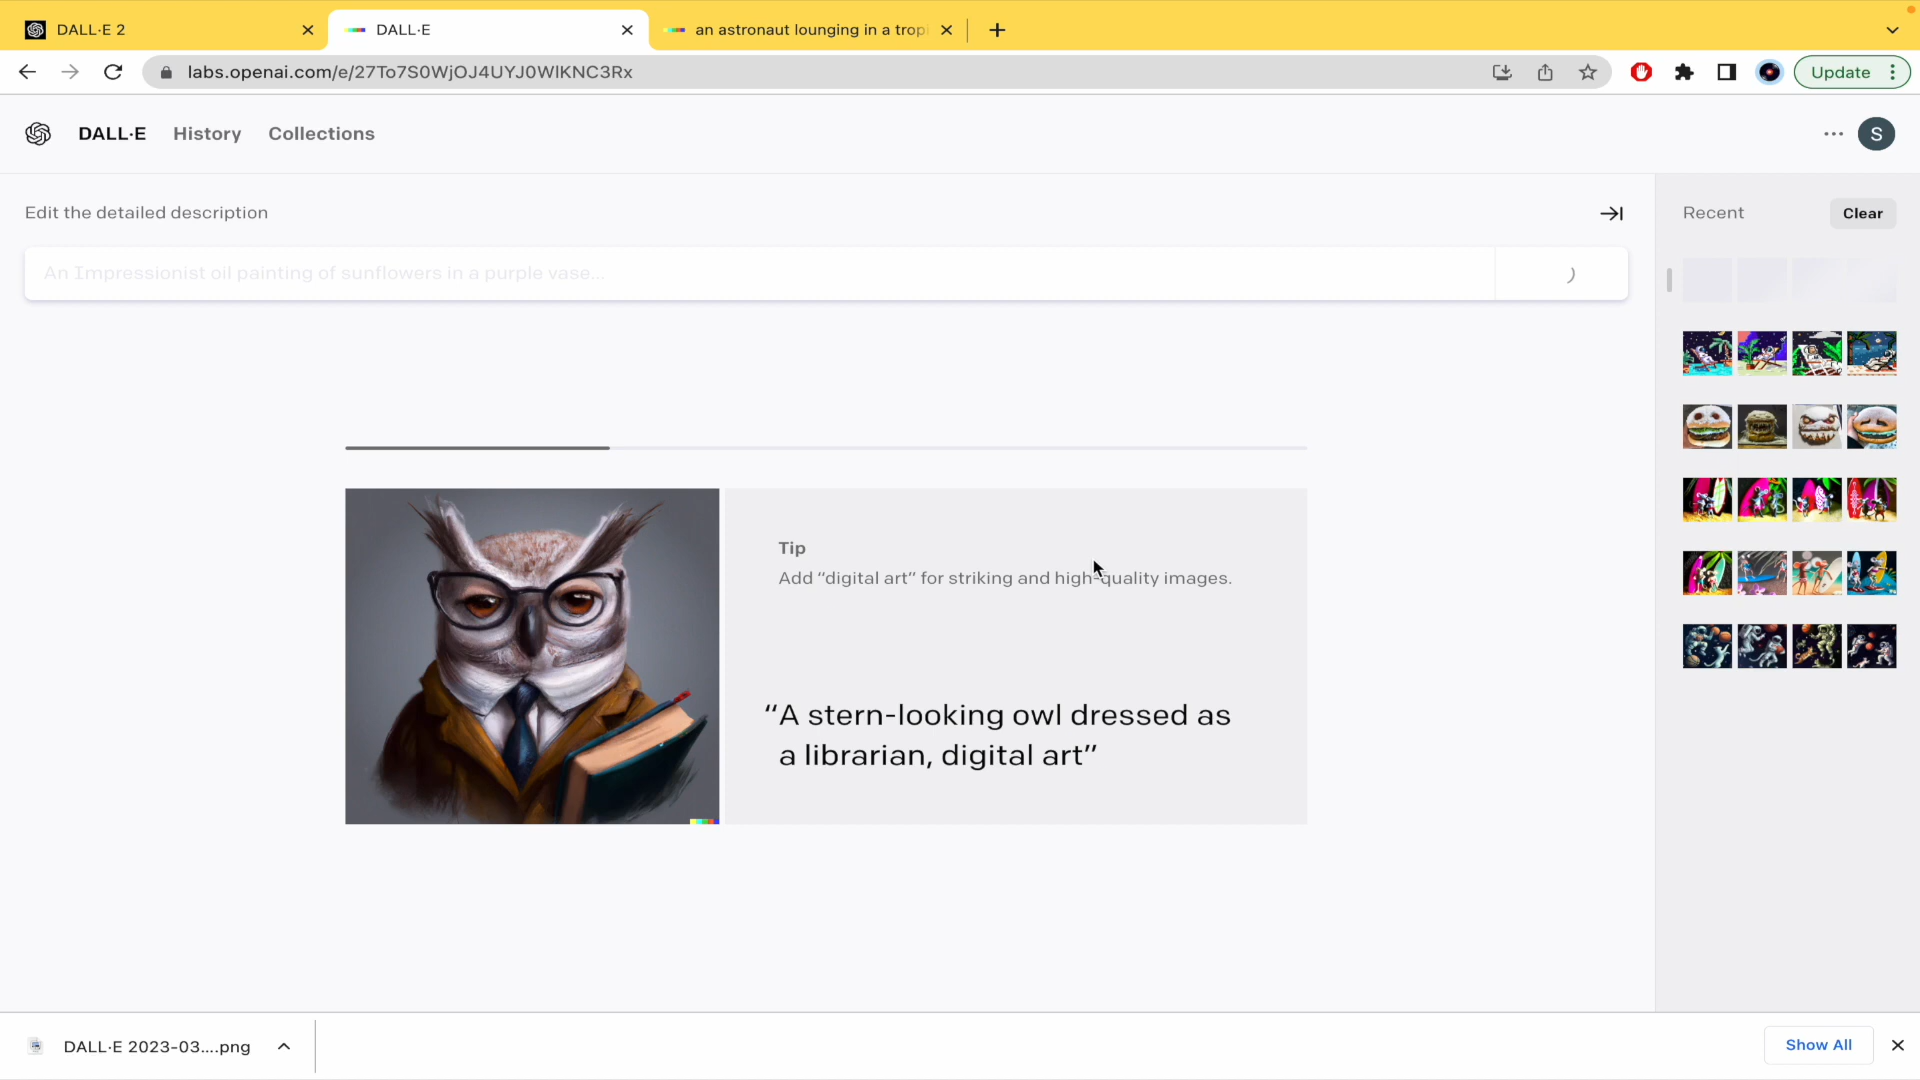 DALL·E 2
DALL·E
an astronaut lounging in a trop
labs.openai.com/e/27To7S0WjOJ4UYJ0WIKNC3Rx
Update
DALL·E
History
Collections
S
Edit the detailed description
Recent
Clear
An Impressionist oil painting of sunflowers in a purple vase...
Tip
Add “digital art” for striking and high-quality images.
“A stern-looking owl dressed as
a librarian, digital art”
DALL·E 2023-03....png
Show All